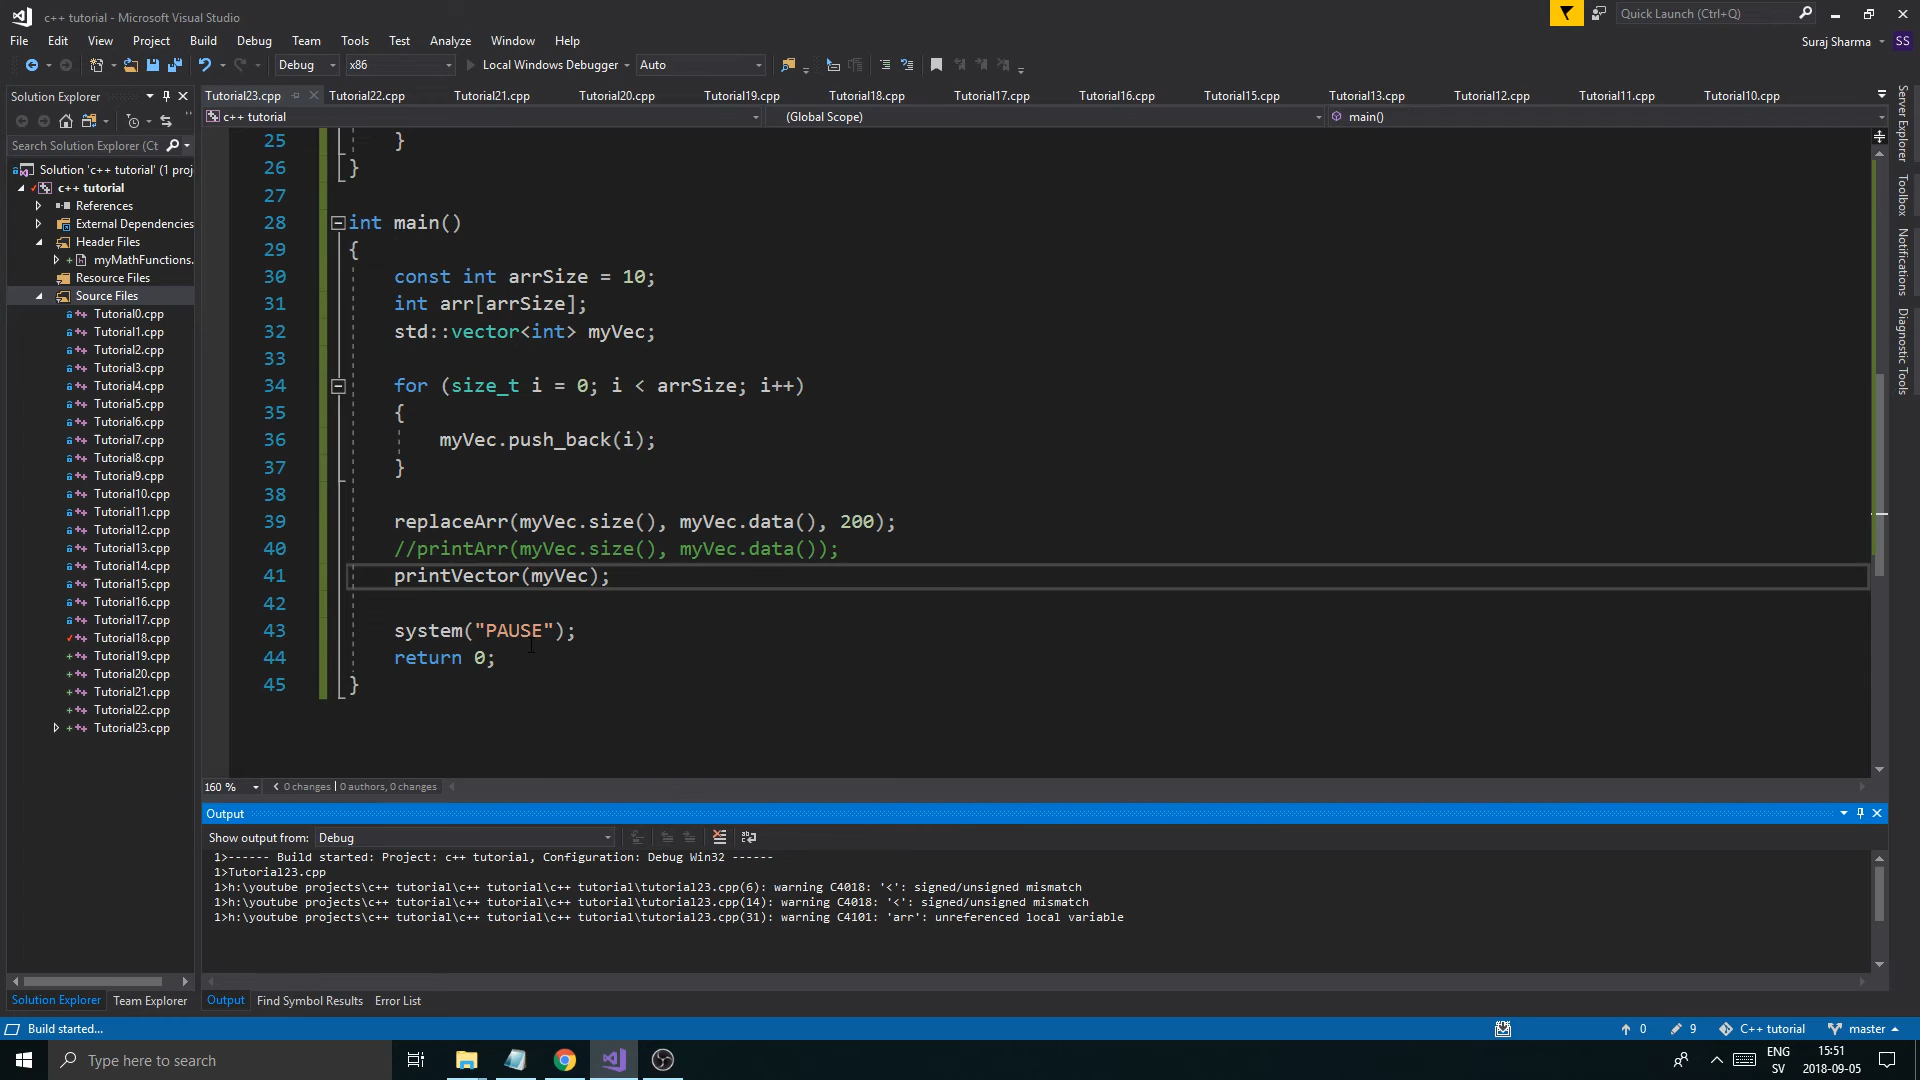 c++ tutorial - Microsoft Visual Studio
Quick Launch (Ctrl+Q)
File Edit View Project Build Debug Team Tools Test Analyze Window Help
Suraj Sharma SS
Debug x86 Local Windows Debugger Auto
Solution Explorer
Tutorial23.cpp Tutorial22.cpp Tutorial21.cpp Tutorial20.cpp Tutorial19.cpp Tutorial18.cpp Tutorial17.cpp Tutorial16.cpp Tutorial15.cpp Tutorial13.cpp Tutorial12.cpp Tutorial11.cpp Tutorial10.cpp
c++ tutorial (Global Scope) main()
Search Solution Explorer (Ct
Solution 'c++ tutorial' (1 proj
c++ tutorial
References
External Dependencies
Header Files
myMathFunctions.
Resource Files
Source Files
Tutorial0.cpp
Tutorial1.cpp
Tutorial2.cpp
Tutorial3.cpp
Tutorial4.cpp
Tutorial5.cpp
Tutorial6.cpp
Tutorial7.cpp
Tutorial8.cpp
Tutorial9.cpp
Tutorial10.cpp
Tutorial11.cpp
Tutorial12.cpp
Tutorial13.cpp
Tutorial14.cpp
Tutorial15.cpp
Tutorial16.cpp
Tutorial17.cpp
Tutorial18.cpp
Tutorial19.cpp
Tutorial20.cpp
Tutorial21.cpp
Tutorial22.cpp
Tutorial23.cpp
Solution Explorer Team Explorer
25 }
26 }
27
28 int main()
29 {
30 const int arrSize = 10;
31 int arr[arrSize];
32 std::vector<int> myVec;
33
34 for (size_t i = 0; i < arrSize; i++)
35 {
36 myVec.push_back(i);
37 }
38
39 replaceArr(myVec.size(), myVec.data(), 200);
40 //printArr(myVec.size(), myVec.data());
41 printVector(myVec);
42
43 system("PAUSE");
44 return 0;
45 }
Server Explorer
Toolbox
Notifications
Diagnostic Tools
160 % 0 changes | 0 authors, 0 changes
Output
Show output from: Debug
1>------ Build started: Project: c++ tutorial, Configuration: Debug Win32 ------
1>Tutorial23.cpp
1>h:\youtube projects\c++ tutorial\c++ tutorial\c++ tutorial\tutorial23.cpp(6): warning C4018: '<': signed/unsigned mismatch
1>h:\youtube projects\c++ tutorial\c++ tutorial\c++ tutorial\tutorial23.cpp(14): warning C4018: '<': signed/unsigned mismatch
1>h:\youtube projects\c++ tutorial\c++ tutorial\c++ tutorial\tutorial23.cpp(31): warning C4101: 'arr': unreferenced local variable
Output Find Symbol Results Error List
Build started... 0 9 C++ tutorial master
Type here to search
ENG
SV
15:51
2018-09-05